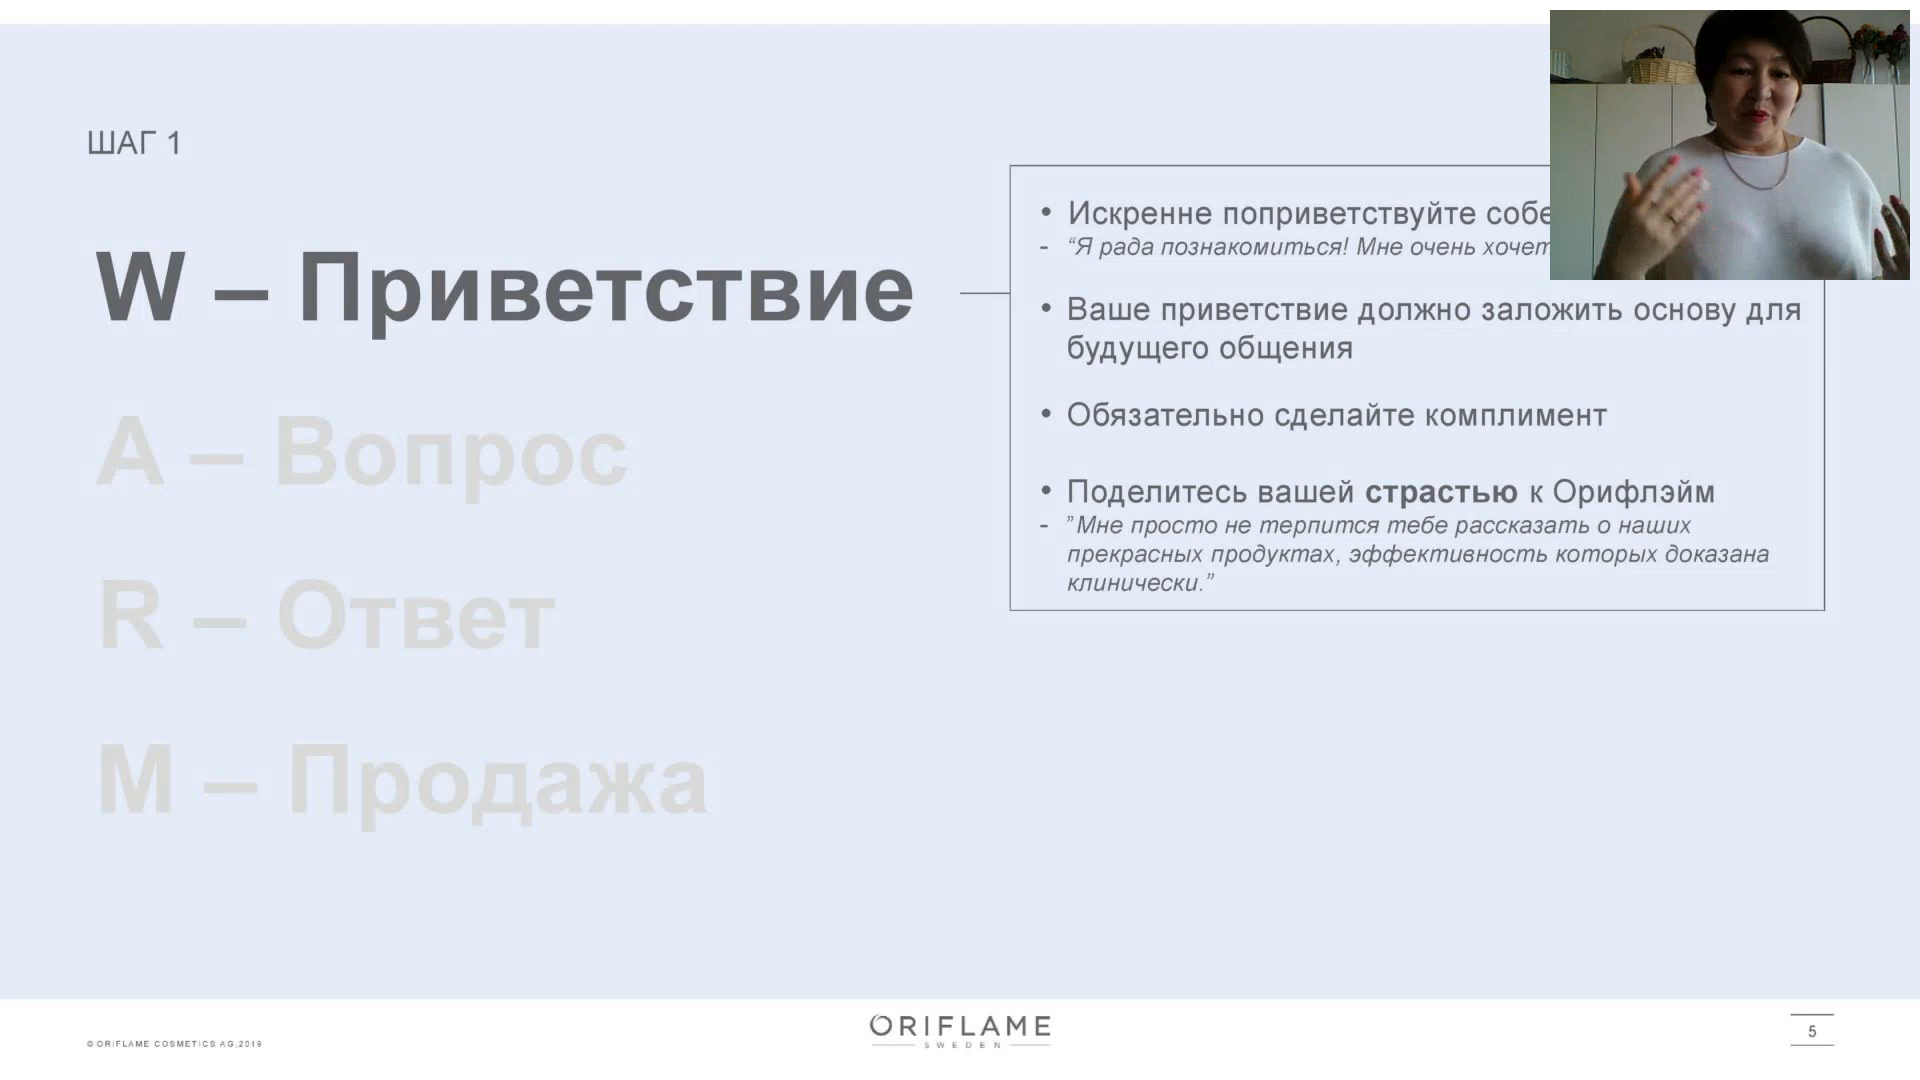 ШАГ 1
W – Приветствие
A – Вопрос
R – Ответ
M – Продажа
• Искренне поприветствуйте
- “Я рада познакомиться! Мне очень
• Ваше приветствие должно заложить основу для
будущего общения
• Обязательно сделайте комплимент
• Поделитесь вашей страстью к Орифлэйм
- ”Мне просто не терпится тебе рассказать о наших
прекрасных продуктах, эффективность которых доказана
клинически.”
© ORIFLAME COSMETICS AG,2019
ORIFLAME
SWEDEN
5